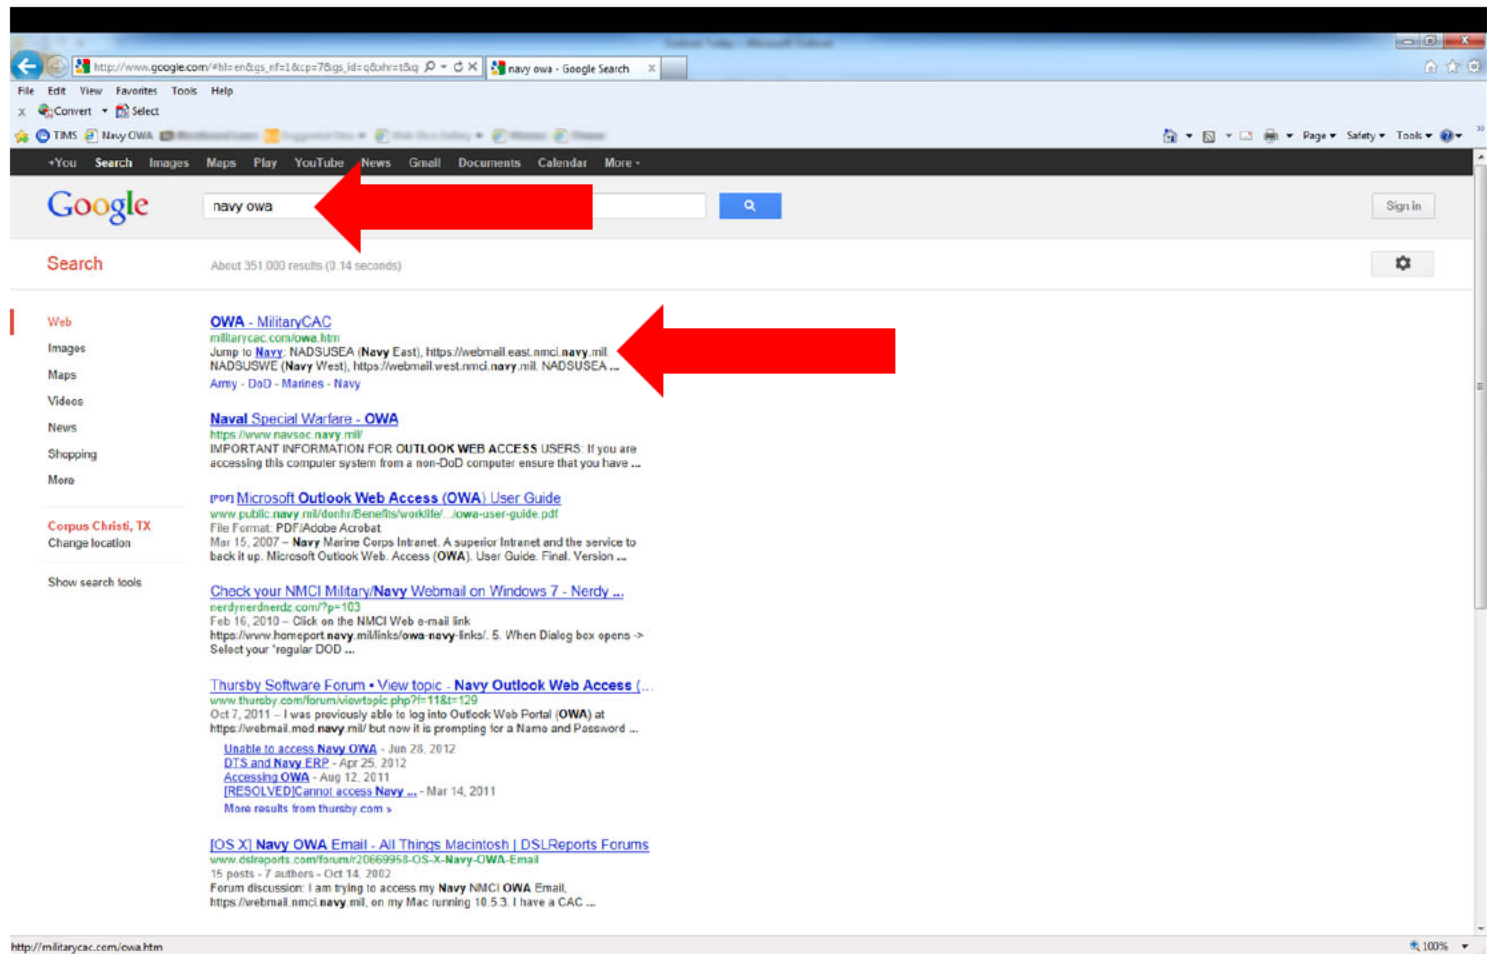 http://www.google.com/#hl=en&gs_nf=1&cp=7&gs_id=q&xhr=t&q
navy owa - Google Search
File Edit View Favorites Tools Help
x Convert Select
TIMS Navy OWA
Page Safety Tools
+You Search Images Maps Play YouTube News Gmail Documents Calendar More
Google
navy owa
Sign in
Search
About 351,000 results (0.14 seconds)
Web
Images
Maps
Videos
News
Shopping
More
Corpus Christi, TX
Change location
Show search tools
OWA - MilitaryCAC
militarycac.com/owa.htm
Jump to Navy: NADSUSEA (Navy East), https://webmail.east.nmci.navy.mil.
NADSUSWE (Navy West), https://webmail.west.nmci.navy.mil. NADSUSEA ...
Army - DoD - Marines - Navy
Naval Special Warfare - OWA
https://www.navsoc.navy.mil/
IMPORTANT INFORMATION FOR OUTLOOK WEB ACCESS USERS: If you are
accessing this computer system from a non-DoD computer ensure that you have ...
[PDF] Microsoft Outlook Web Access (OWA) User Guide
www.public.navy.mil/donhr/Benefits/worklife/.../owa-user-guide.pdf
File Format: PDF/Adobe Acrobat
Mar 15, 2007 – Navy Marine Corps Intranet. A superior Intranet and the service to
back it up. Microsoft Outlook Web. Access (OWA). User Guide. Final. Version ...
Check your NMCI Military/Navy Webmail on Windows 7 - Nerdy ...
nerdynerdnerdz.com/?p=103
Feb 16, 2010 – Click on the NMCI Web e-mail link
https://www.homeport.navy.mil/links/owa-navy-links/. 5. When Dialog box opens ->
Select your "regular DOD ...
Thursby Software Forum • View topic - Navy Outlook Web Access (...
www.thursby.com/forum/viewtopic.php?f=11&t=129
Oct 7, 2011 – I was previously able to log into Outlook Web Portal (OWA) at
https://webmail.med.navy.mil/ but now it is prompting for a Name and Password ...
Unable to access Navy OWA - Jun 28, 2012
DTS and Navy ERP - Apr 25, 2012
Accessing OWA - Aug 12, 2011
[RESOLVED]Cannot access Navy ... - Mar 14, 2011
More results from thursby.com »
[OS X] Navy OWA Email - All Things Macintosh | DSLReports Forums
www.dslreports.com/forum/r20669958-OS-X-Navy-OWA-Email
15 posts - 7 authors - Oct 14, 2002
Forum discussion: I am trying to access my Navy NMCI OWA Email,
https://webmail.nmci.navy.mil, on my Mac running 10.5.3. I have a CAC ...
http://militarycac.com/owa.htm
100%